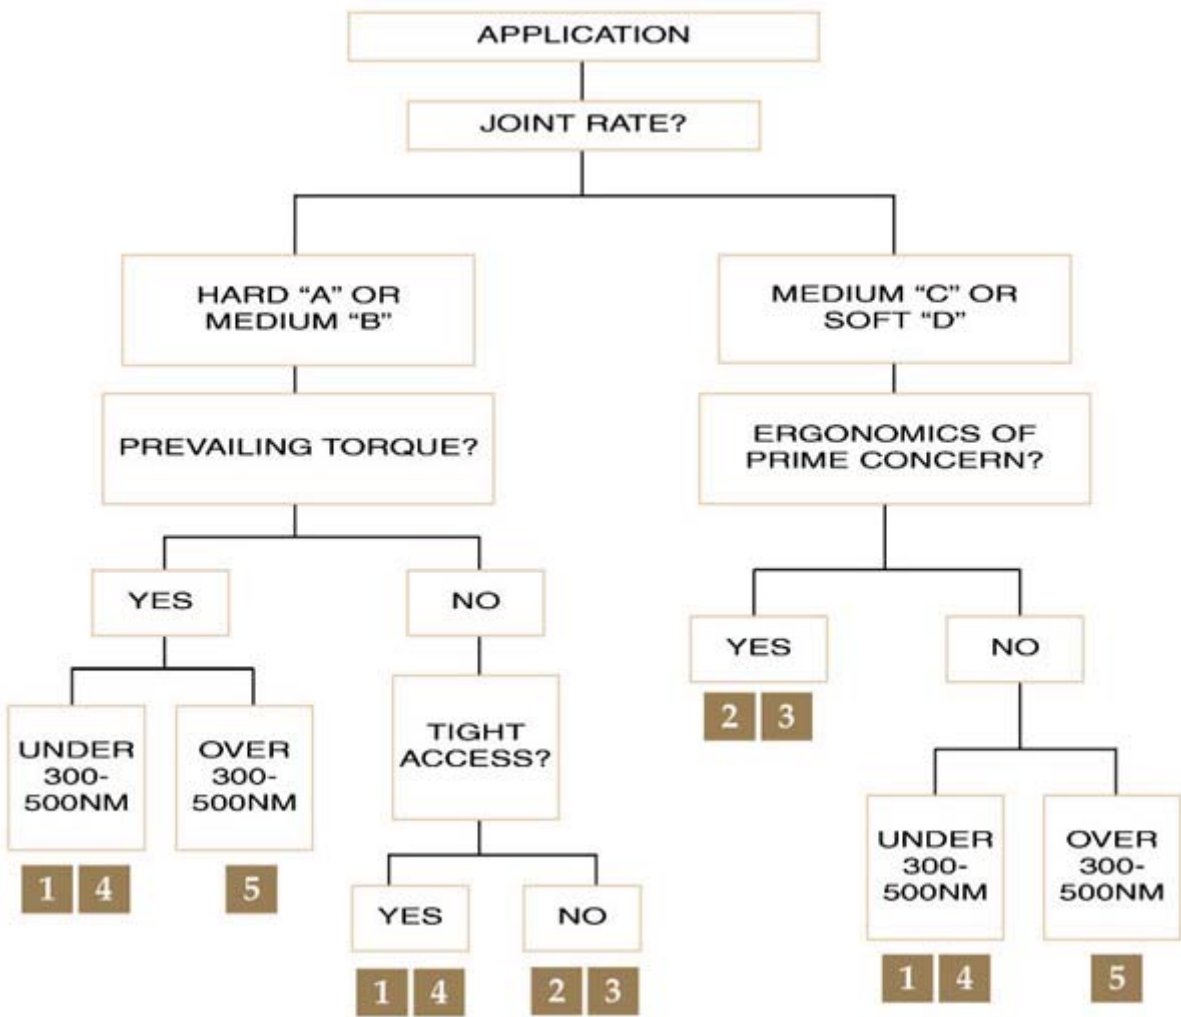 APPLICATION
JOINT RATE?
HARD “A” OR
MEDIUM “B”
MEDIUM “C” OR
SOFT “D”
PREVAILING TORQUE?
ERGONOMICS OF
PRIME CONCERN?
YES
NO
YES
NO
2 3
UNDER
300-
500NM
OVER
300-
500NM
TIGHT
ACCESS?
UNDER
300-
500NM
OVER
300-
500NM
1 4
5
YES
NO
1 4
2 3
1 4
5